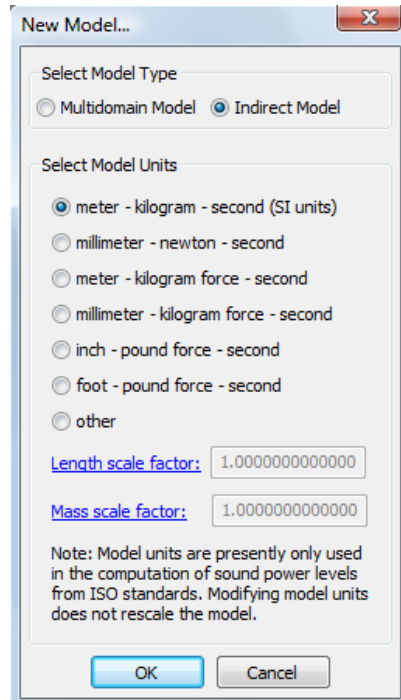 New Model...
Select Model Type
Multidomain Model Indirect Model
Select Model Units
meter - kilogram - second (SI units)
millimeter - newton - second
meter - kilogram force - second
millimeter - kilogram force - second
inch - pound force - second
foot - pound force - second
other
Length scale factor: 1.0000000000000
Mass scale factor: 1.0000000000000
Note: Model units are presently only used
in the computation of sound power levels
from ISO standards. Modifying model units
does not rescale the model.
OK Cancel